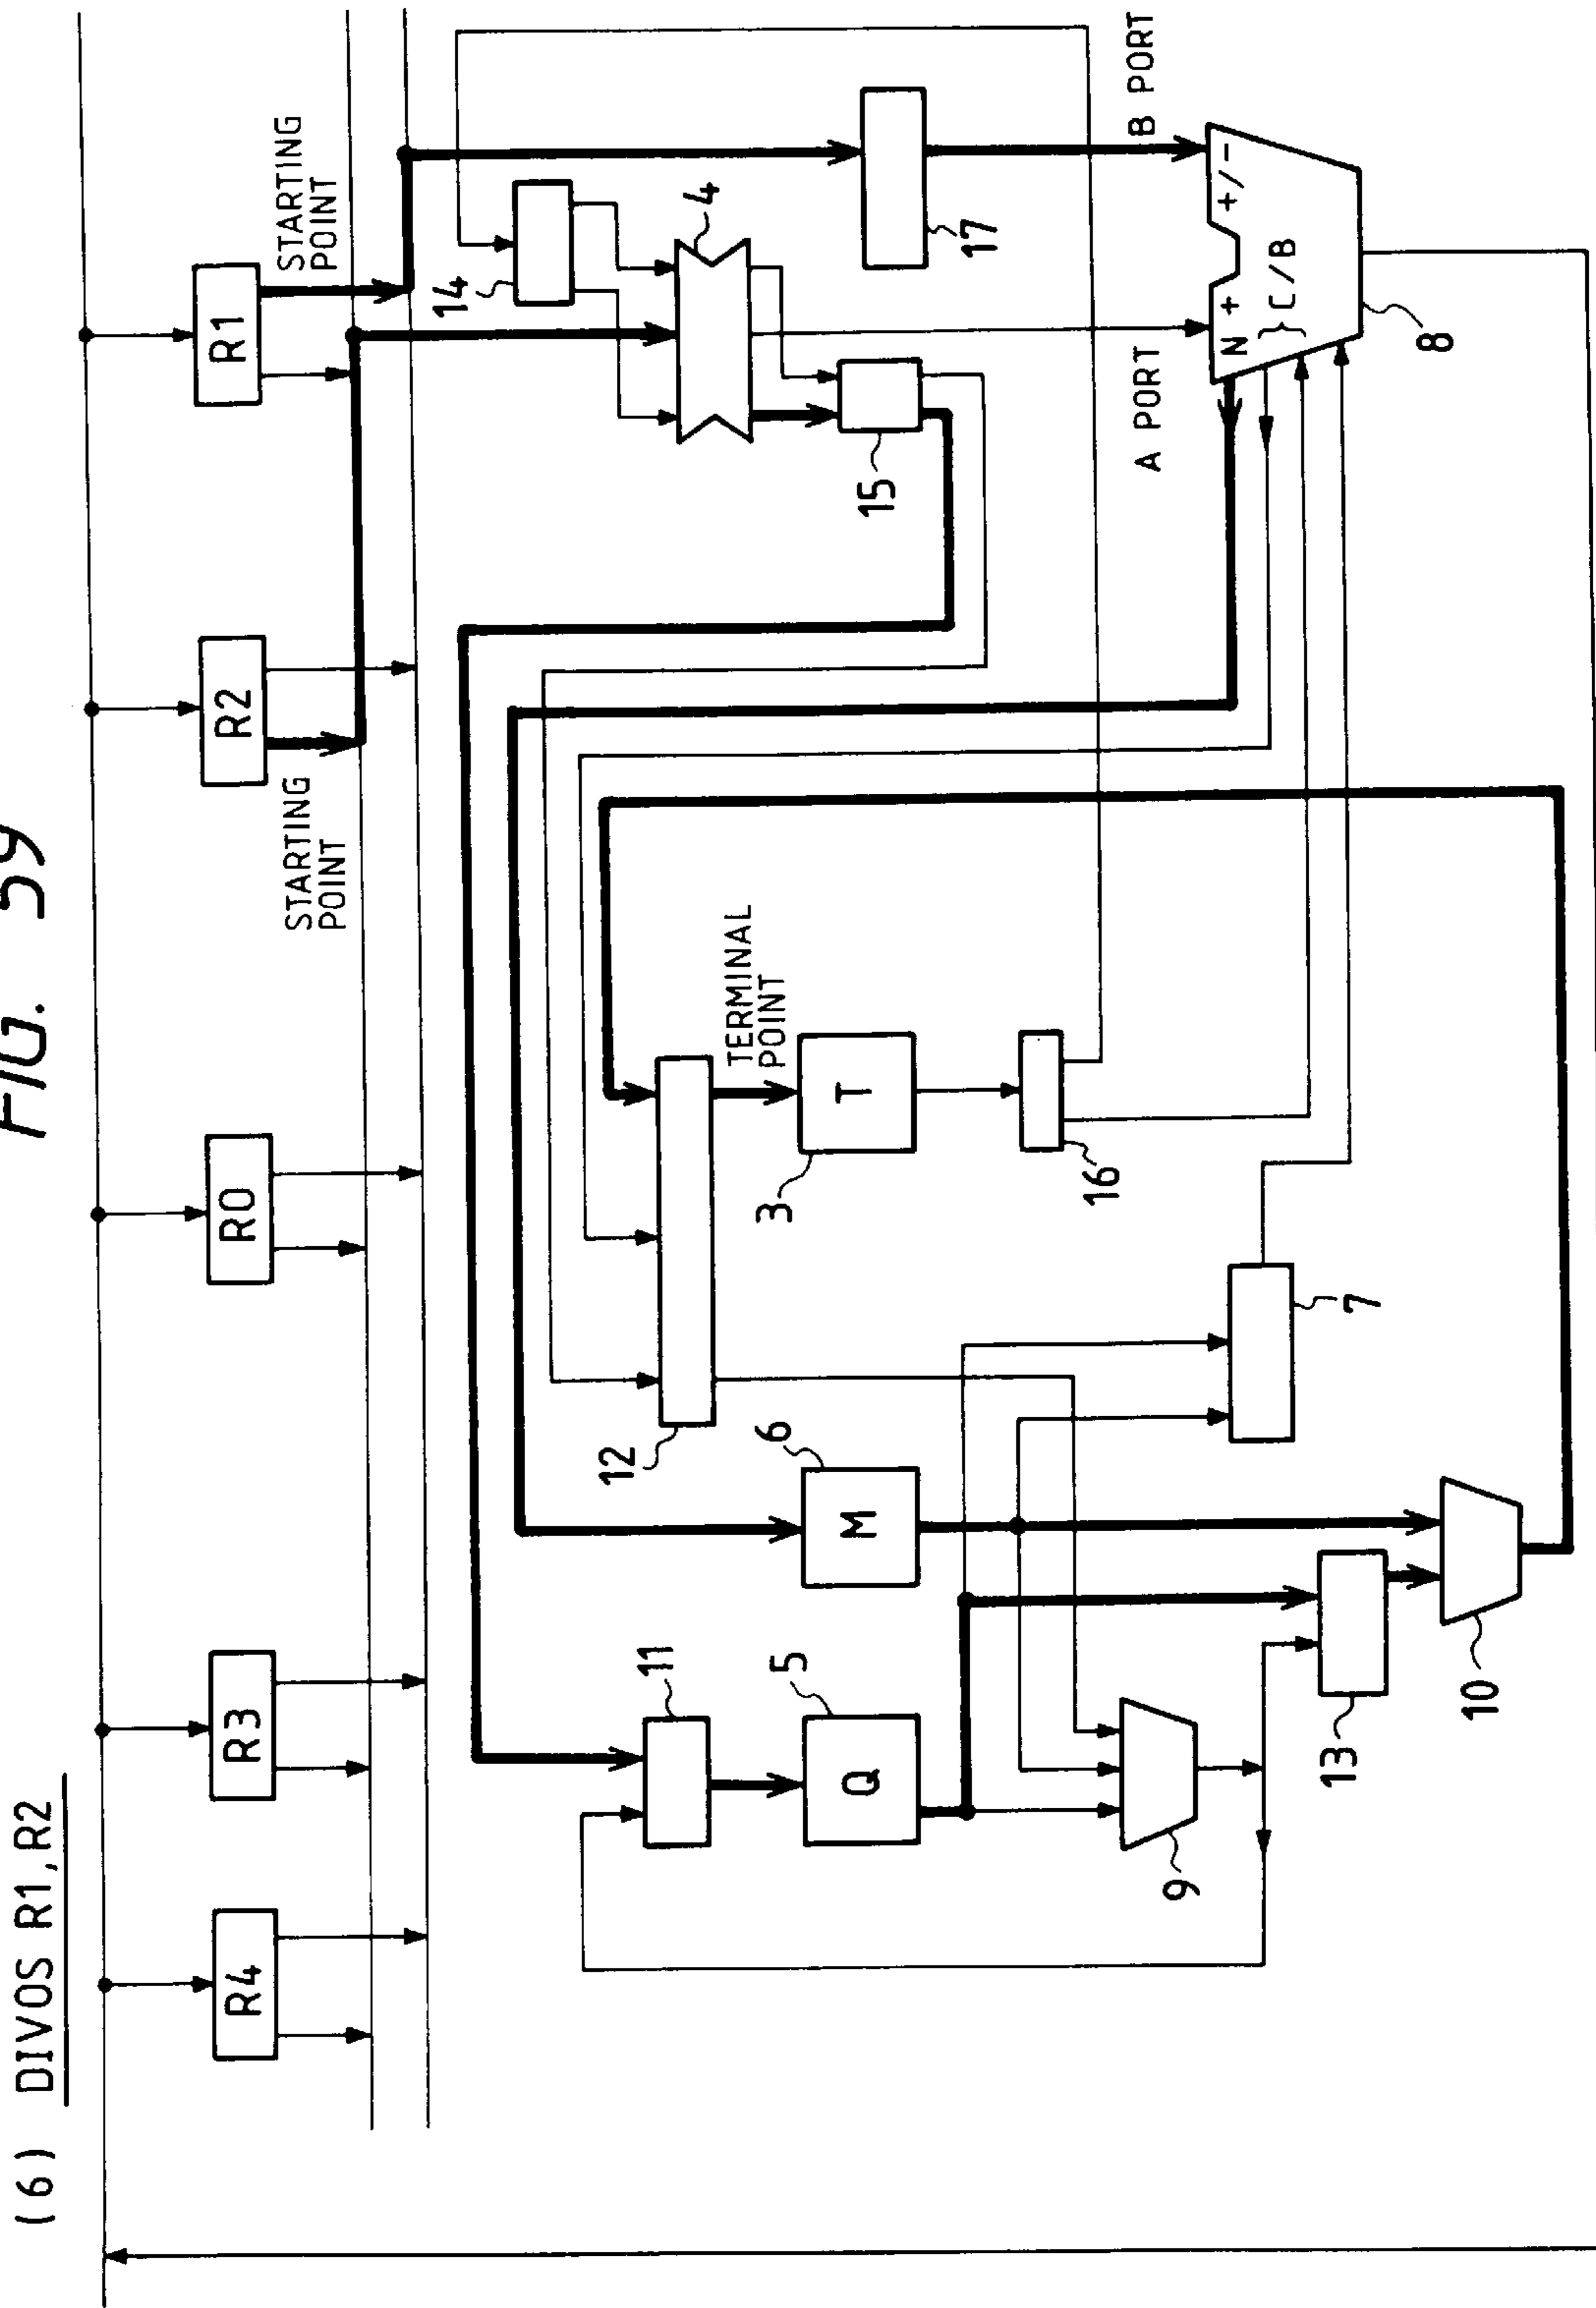 FIG. 59
(6) DIVOS R1,R2
R4
R3
R0
R2
R1
STARTING
POINT
STARTING
POINT
14
4
17
15
B PORT
A PORT
N + +/-
} C/B
8
TERMINAL
POINT
12
T
3
16
M
6
7
11
Q
5
9
13
10